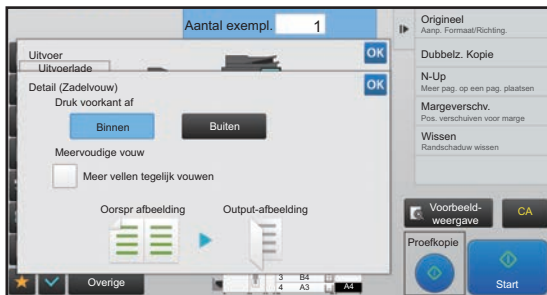 Aantal exempl. 1
Uitvoer
OK
Uitvoerlade
Detail (Zadelvouw)
OK
Druk voorkant af
Binnen
Buiten
Meervoudige vouw
Meer vellen tegelijk vouwen
Oorspr afbeelding
Output-afbeelding
Overige
3 B4
4 A3
A4
Origineel
Aanp. Formaat/Richting.
Dubbelz. Kopie
N-Up
Meer pag. op een pag. plaatsen
Margeverschv.
Pos. verschuiven voor marge
Wissen
Randschaduw wissen
Voorbeeld-
weergave
CA
Proefkopie
Start